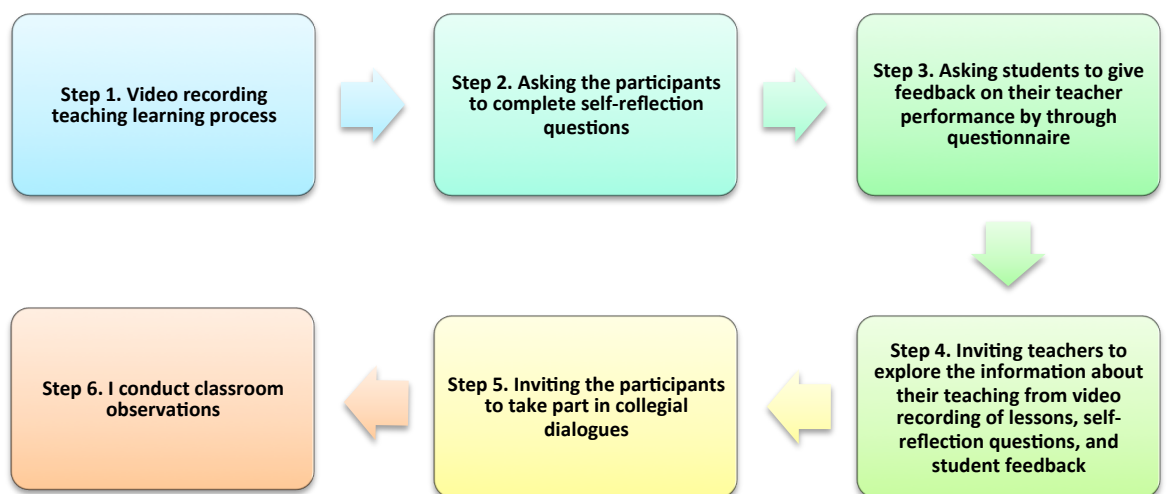 Step 1. Video recording
teaching learning process
Step 2. Asking the participants
to complete self-reflection
questions
Step 3. Asking students to give
feedback on their teacher
performance by through
questionnaire
Step 4. Inviting teachers to
explore the information about
their teaching from video
recording of lessons, self-
reflection questions, and
student feedback
Step 5. Inviting the participants
to take part in collegial
dialogues
Step 6. I conduct classroom
observations